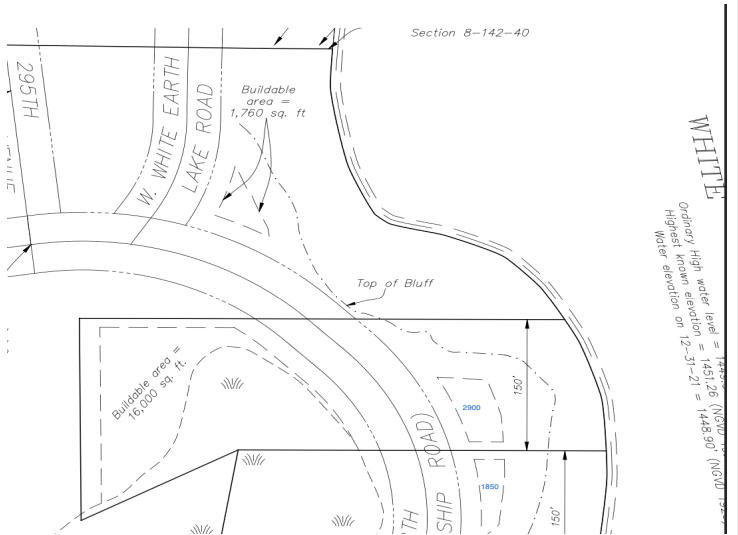 Section 8-142-40
295TH
W. WHITE EARTH
LAKE ROAD
Buildable
area =
1,760 sq. ft
WHITE
Ordinary High water level =
Highest known elevation = 1451.26 (NGVD
Water elevation on 12-31-21 = 1448.90' (NGVD
Top of Bluff
Buildable area =
16,000 sq. ft.
150'
2900
SHIP ROAD)
1850
150'